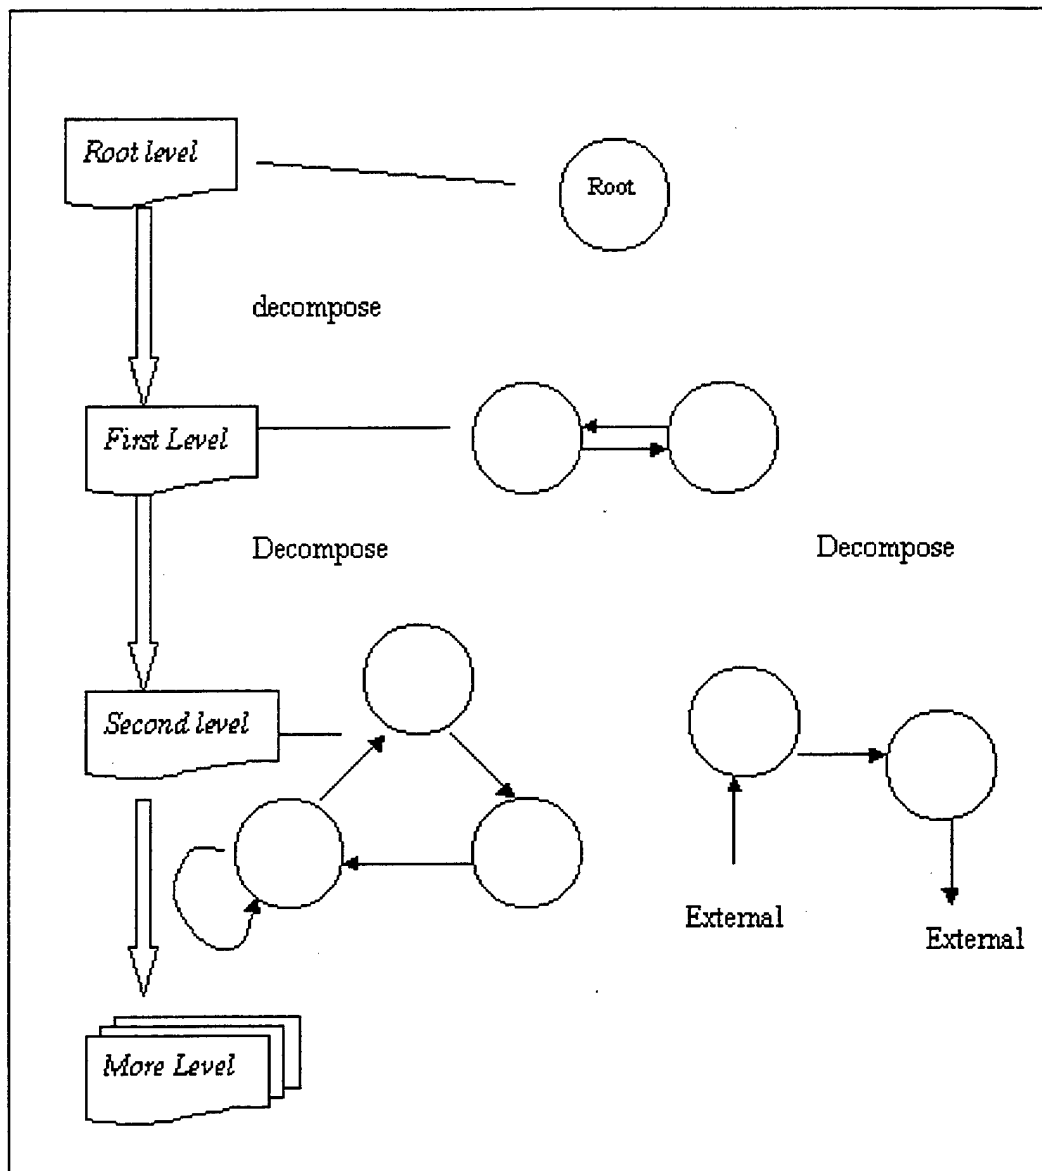 Root level
Root
decompose
First Level
Decompose
Decompose
Second level
External
External
More Level